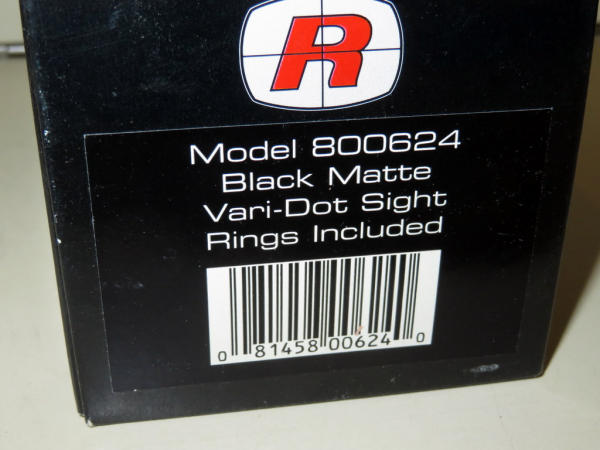 R
Model 800624
Black Matte
Vari-Dot Sight
Rings Included
0 81458 00624 0